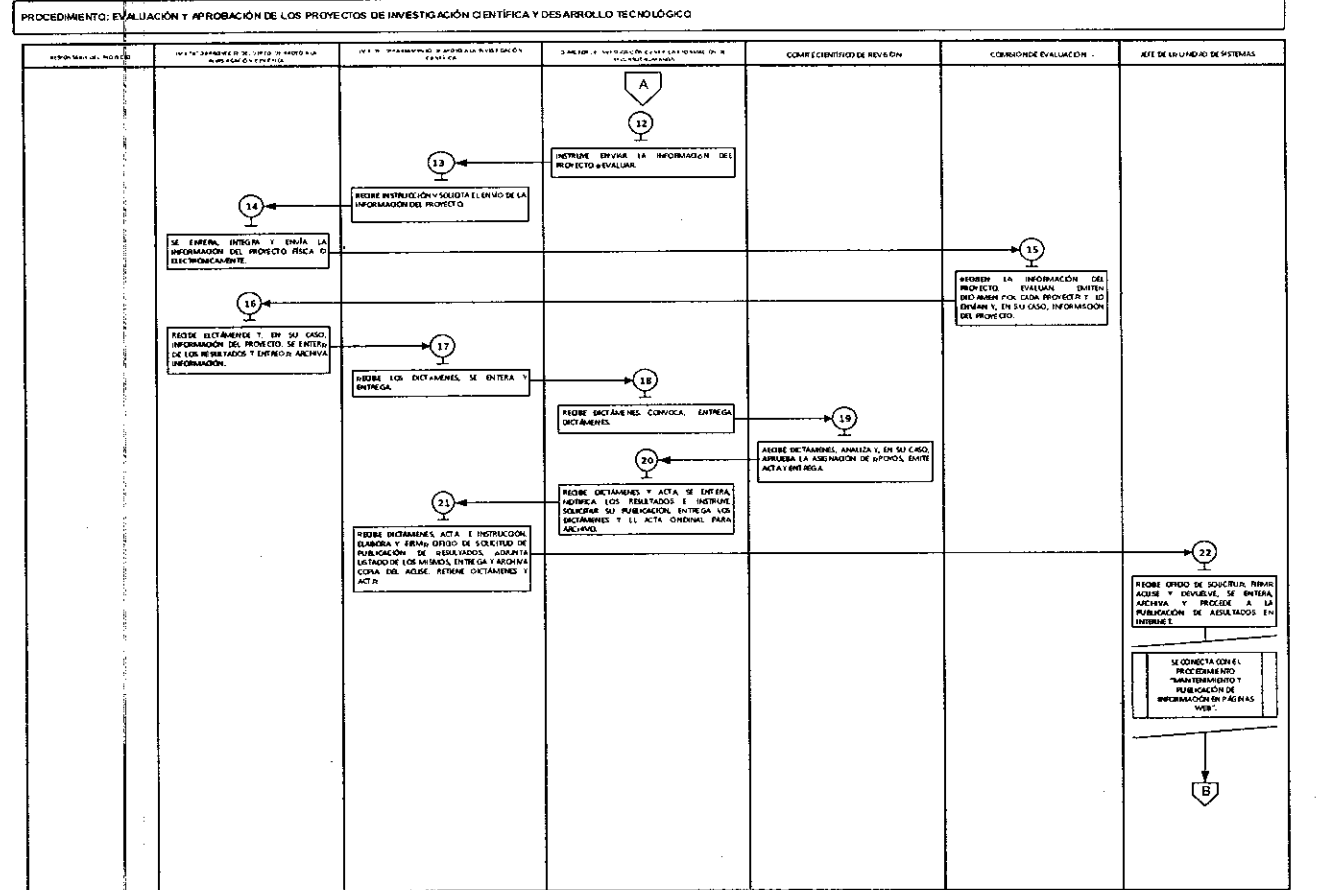 PROCEDIMIENTO: EVALUACIÓN Y APROBACIÓN DE LOS PROYECTOS DE INVESTIGACIÓN CIENTÍFICA Y DESARROLLO TECNOLÓGICO
COMITÉ CIENTÍFICO DE REVISIÓN
COMISIÓN DE EVALUACIÓN
JEFE DE LA UNIDAD DE SISTEMAS
A
12
INSTRUYE ENVIAR LA INFORMACIÓN DEL
PROYECTO A EVALUAR.
13
RECIBE INSTRUCCIÓN Y SOLICITA EL ENVÍO DE LA
INFORMACIÓN DEL PROYECTO.
14
SE ENTERA, INTEGRA Y ENVÍA LA
INFORMACIÓN DEL PROYECTO FÍSICA O
ELECTRÓNICAMENTE.
15
RECIBEN LA INFORMACIÓN DEL
PROYECTO, EVALUAN, EMITEN
DICTAMEN POR CADA PROYECTO Y LO
ENVÍAN Y, EN SU CASO, INFORMACIÓN
DEL PROYECTO.
16
RECIBE DICTÁMENES Y, EN SU CASO,
INFORMACIÓN DEL PROYECTO, SE ENTERA
DE LOS RESULTADOS Y ENTREGA ARCHIVA
INFORMACIÓN.
17
RECIBE LOS DICTAMENES, SE ENTERA Y
ENTREGA.
18
RECIBE DICTÁMENES, CONVOCA, ENTREGA
DICTÁMENES.
19
RECIBE DICTAMENES, ANALIZA Y, EN SU CASO,
APRUEBA LA ASIGNACIÓN DE APOYOS, EMITE
ACTA Y ENTREGA.
20
RECIBE DICTÁMENES Y ACTA, SE ENTERA,
NOTIFICA LOS RESULTADOS E INSTRUYE
SOLICITAR SU PUBLICACIÓN, ENTREGA LOS
DICTÁMENES Y EL ACTA ORIGINAL PARA
ARCHIVO.
21
RECIBE DICTÁMENES, ACTA E INSTRUCCIÓN,
ELABORA Y FIRMA OFICIO DE SOLICITUD DE
PUBLICACIÓN DE RESULTADOS, ADJUNTA
LISTADO DE LOS MISMOS, ENTREGA Y ARCHIVA
COPIA DEL ACUSE. RETIENE DICTÁMENES Y
ACTA
22
RECIBE OFICIO DE SOLICITUD, FIRMA
ACUSE Y DEVUELVE, SE ENTERA,
ARCHIVA Y PROCEDE A LA
PUBLICACIÓN DE RESULTADOS EN
INTERNET.
SE CONECTA CON EL
PROCEDIMIENTO
"MANTENIMIENTO Y
PUBLICACIÓN DE
INFORMACIÓN EN PÁGINAS
WEB".
B